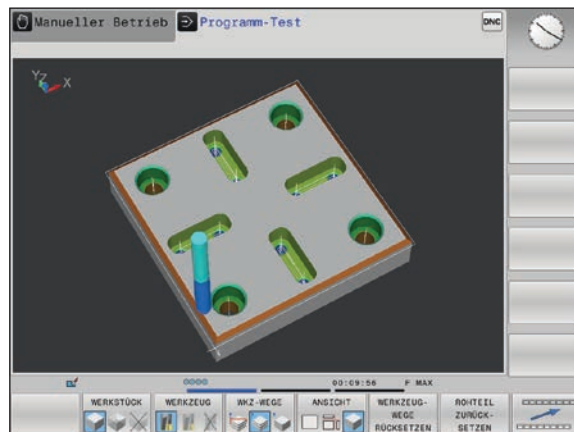 Manueller Betrieb
Programm-Test
DNC
Y Z X
0000
00:09:56 F MAX
WERKSTÜCK
WERKZEUG
WKZ-WEGE
ANSICHT
WERKZEUG-
WEGE
RÜCKSETZEN
ROHTEIL
ZURÜCK-
SETZEN